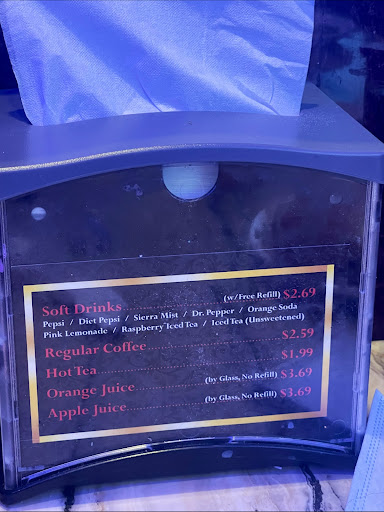 Soft Drinks (w/Free Refill) $2.69
Pepsi / Diet Pepsi / Sierra Mist / Dr. Pepper / Orange Soda
Pink Lemonade / Raspberry Iced Tea / Iced Tea (Unsweetened)
Regular Coffee $2.59
Hot Tea $1.99
Orange Juice (by Glass, No Refill) $3.69
Apple Juice (by Glass, No Refill) $3.69